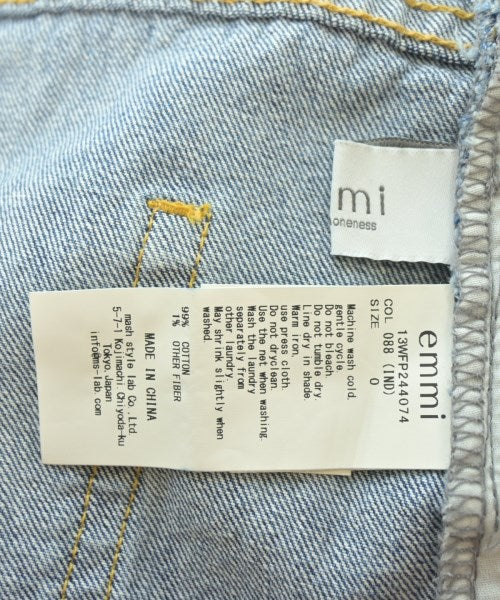 mi
oneness
emmi
13WFP244074
COL 088 (IND)
SIZE 0
Machine wash cold,
gentle cycle.
Do not bleach.
Do not tumble dry.
Line dry in shade.
Warm iron,
use press cloth.
Do not dryclean.
Use the net when washing.
Wash the laundry
separately from
other laundry.
May shrink slightly when
washed.
99% COTTON
1% OTHER FIBER
MADE IN CHINA
mash style lab Co.,Ltd.
5-7-1 Kojimachi Chiyoda-ku
Tokyo.Japan
info@ms-lab.com